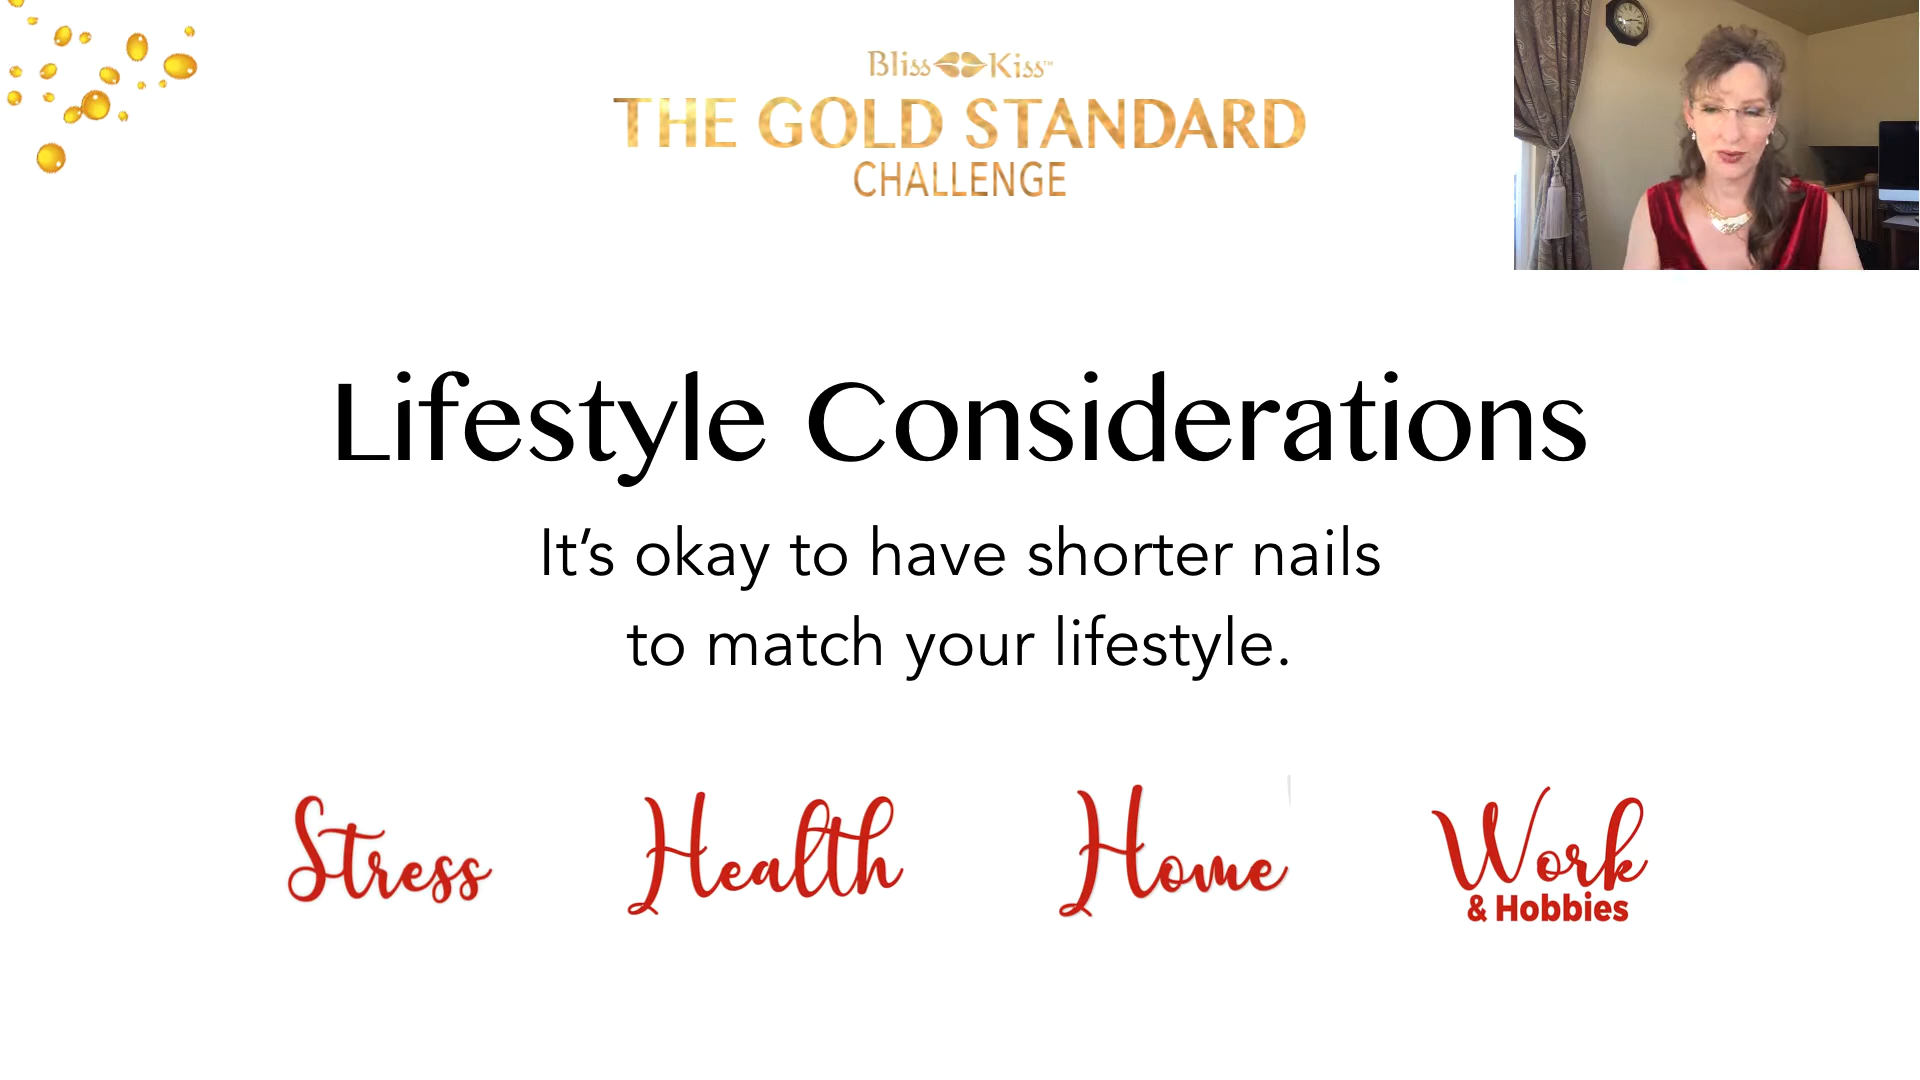 Bliss Kiss™
THE GOLD STANDARD
CHALLENGE
Lifestyle Considerations
It’s okay to have shorter nails
to match your lifestyle.
Stress Health Home Work
& Hobbies